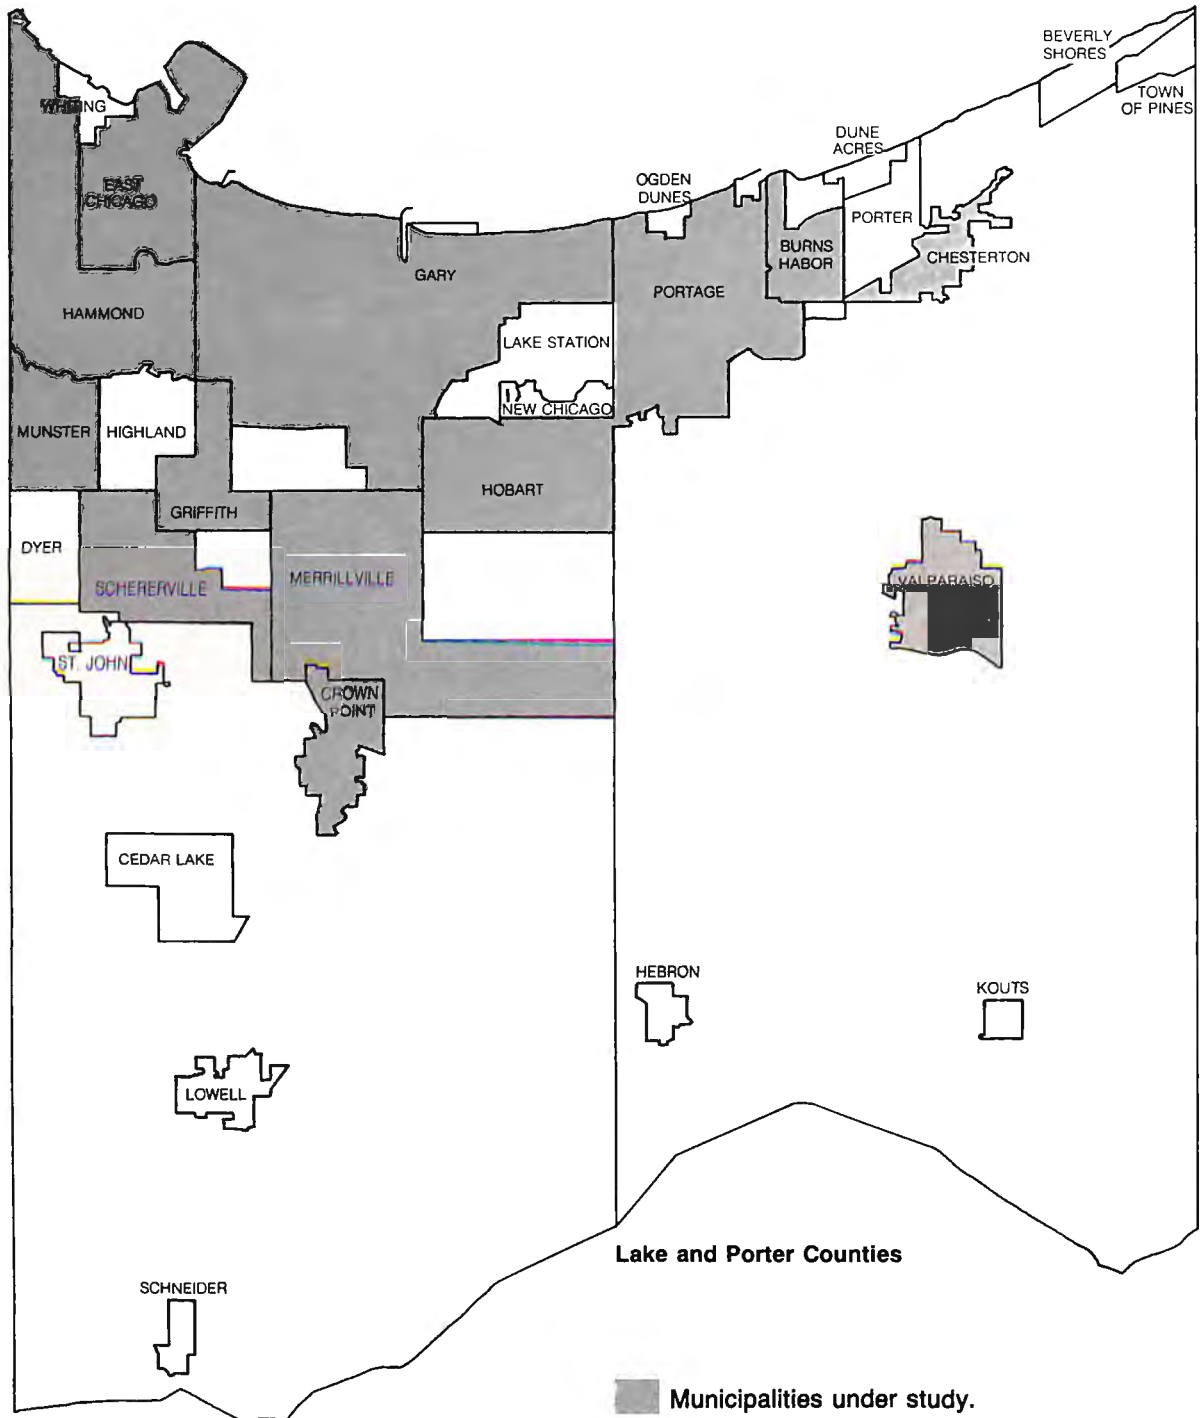 BEVERLY
SHORES
TOWN
OF PINES
WHITING
DUNE
ACRES
OGDEN
DUNES
EAST
CHICAGO
PORTER
BURNS
HABOR
CHESTERTON
GARY
PORTAGE
HAMMOND
LAKE STATION
NEW CHICAGO
MUNSTER
HIGHLAND
HOBART
GRIFFITH
DYER
SCHERERVILLE
MERRILLVILLE
VALPARAISO
ST. JOHN
CROWN
POINT
CEDAR LAKE
HEBRON
KOUTS
LOWELL
Lake and Porter Counties
SCHNEIDER
Municipalities under study.